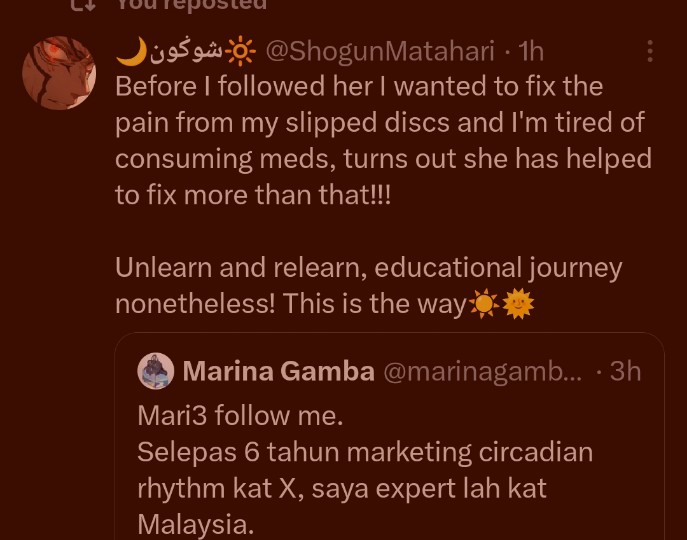 You reposted
🌙شوݢون🔆 @ShogunMatahari · 1h
Before I followed her I wanted to fix the
pain from my slipped discs and I'm tired of
consuming meds, turns out she has helped
to fix more than that!!!
Unlearn and relearn, educational journey
nonetheless! This is the way☀️🌞
Marina Gamba @marinagamb... · 3h
Mari3 follow me.
Selepas 6 tahun marketing circadian
rhythm kat X, saya expert lah kat
Malaysia.